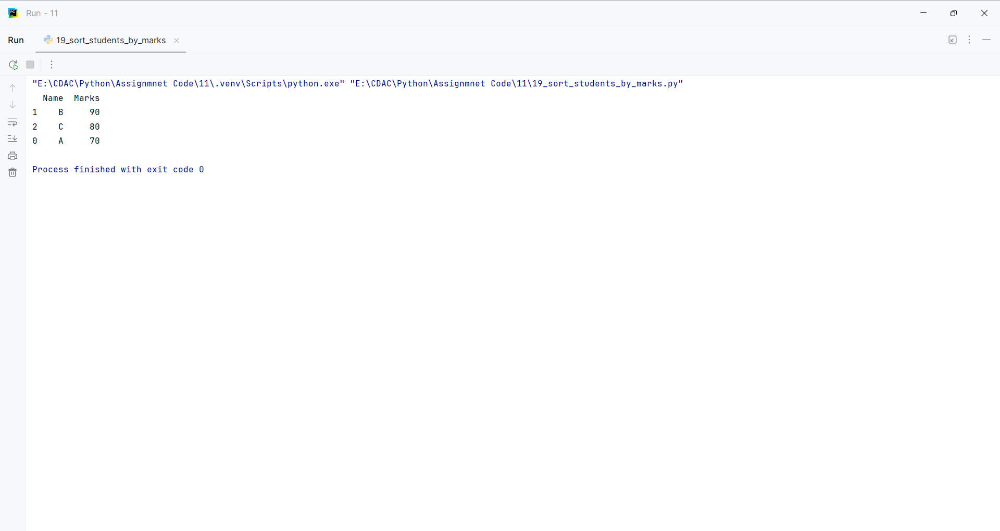 Run - 11
Run 19_sort_students_by_marks
"E:\CDAC\Python\Assignmnet Code\11\.venv\Scripts\python.exe" "E:\CDAC\Python\Assignmnet Code\11\19_sort_students_by_marks.py"
  Name  Marks
1    B     90
2    C     80
0    A     70
Process finished with exit code 0